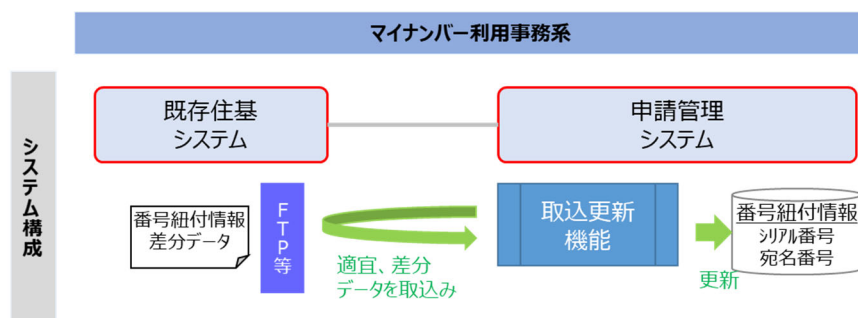 マイナンバー利用事務系
システム構成
既存住基
システム
申請管理
システム
番号紐付情報
差分データ
FTP等
適宜、差分
データを取込み
取込更新
機能
更新
番号紐付情報
シリアル番号
宛名番号